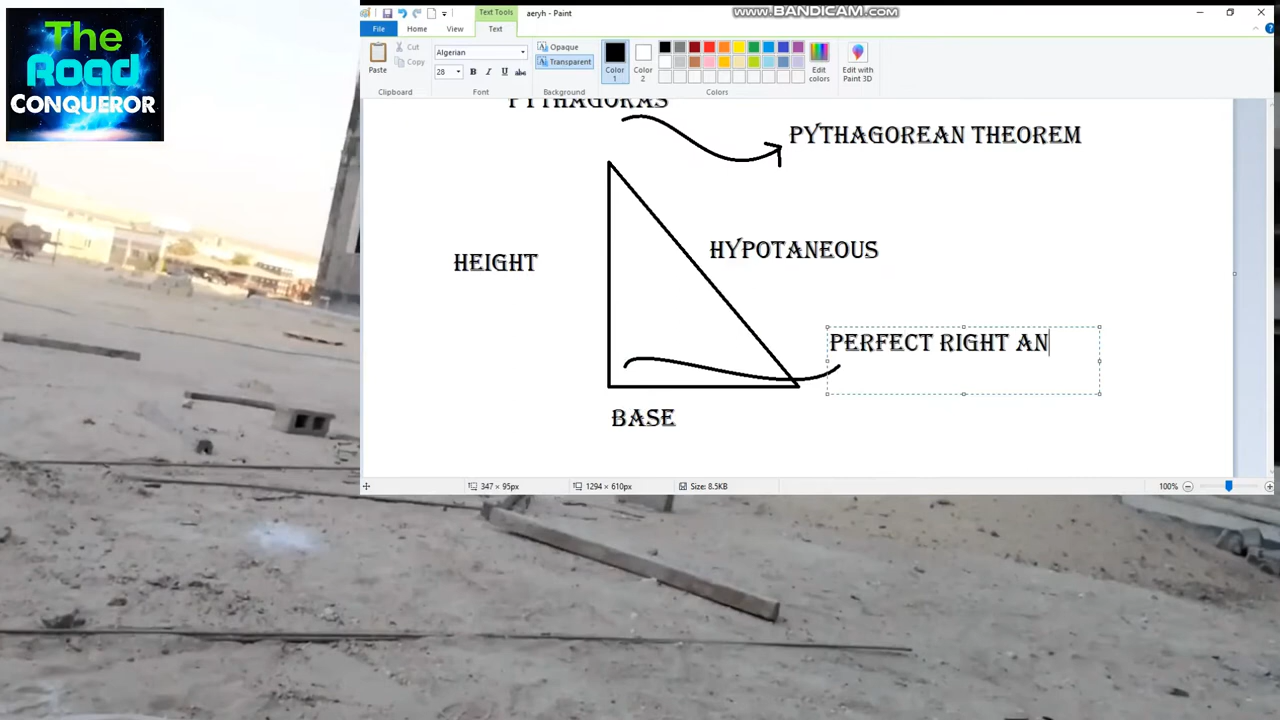 The
Road
CONQUEROR
Text Tools
aeryh - Paint
www.BANDICAM.com
File
Home
View
Text
Paste
Cut
Copy
Clipboard
Algerian
28
B
I
U
abc
Font
Opaque
Transparent
Background
Color
1
Color
2
Edit
colors
Edit with
Paint 3D
Colors
PYTHAGORAS
PYTHAGOREAN THEOREM
HEIGHT
HYPOTANEOUS
PERFECT RIGHT AN
BASE
347 × 95px
1294 × 610px
Size: 8.5KB
100%